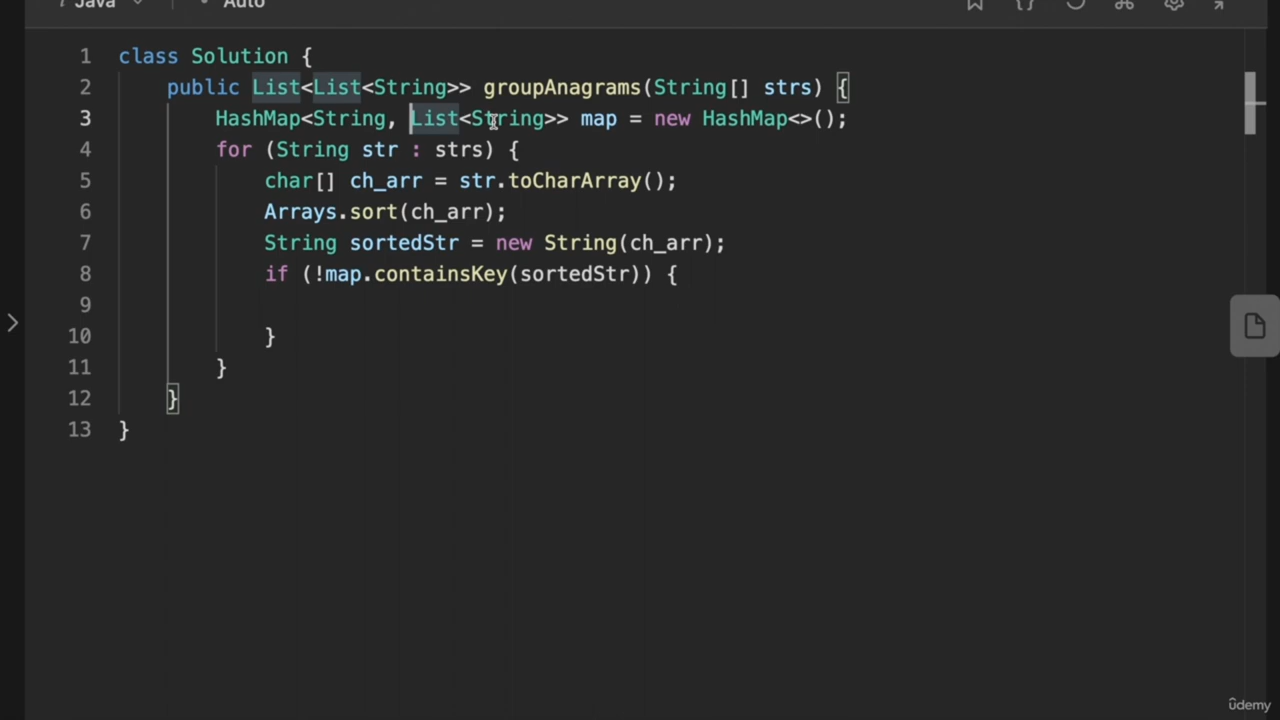 Java Auto
1 class Solution {
2 public List<List<String>> groupAnagrams(String[] strs) {
3 HashMap<String, List<String>> map = new HashMap<>();
4 for (String str : strs) {
5 char[] ch_arr = str.toCharArray();
6 Arrays.sort(ch_arr);
7 String sortedStr = new String(ch_arr);
8 if (!map.containsKey(sortedStr)) {
9
10 }
11 }
12 }
13 }
ûdemy